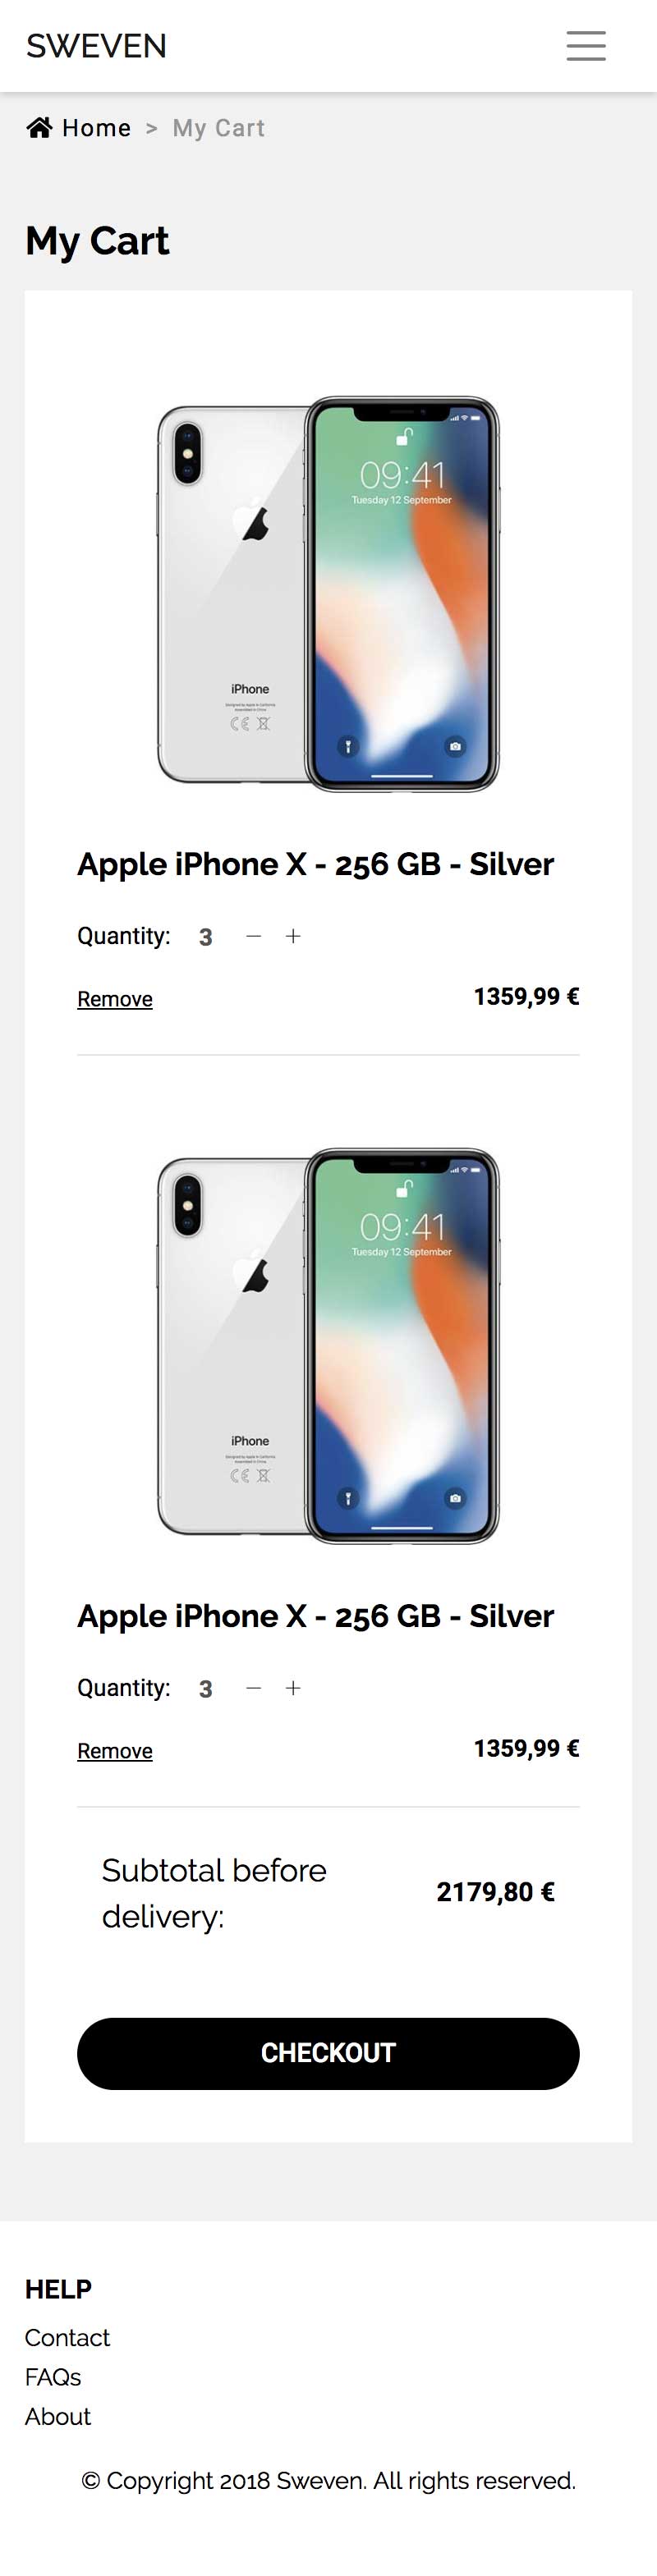 SWEVEN
Home > My Cart
My Cart
09:41
Tuesday 12 September
iPhone
Apple iPhone X - 256 GB - Silver
Quantity: 3 − +
Remove 1359,99 €
09:41
Tuesday 12 September
iPhone
Apple iPhone X - 256 GB - Silver
Quantity: 3 − +
Remove 1359,99 €
Subtotal before
delivery:
2179,80 €
CHECKOUT
HELP
Contact
FAQs
About
© Copyright 2018 Sweven. All rights reserved.